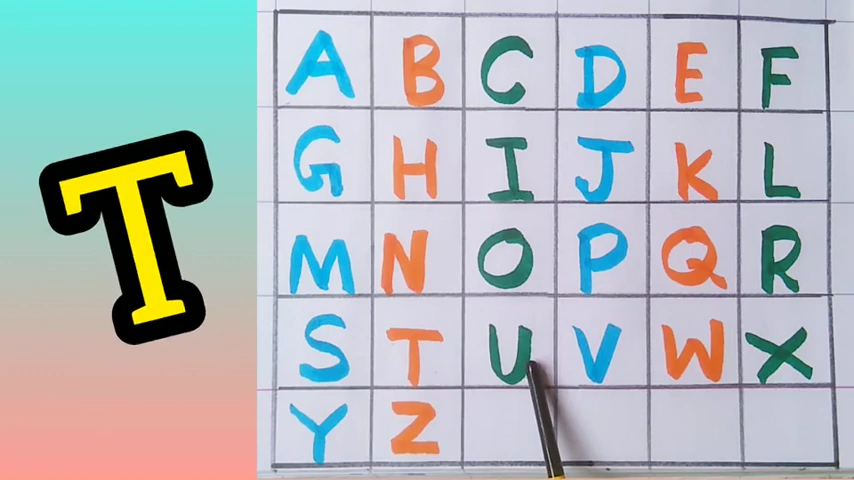 T
A B C D E F
G H I J K L
M N O P Q R
S T U V W X
Y Z